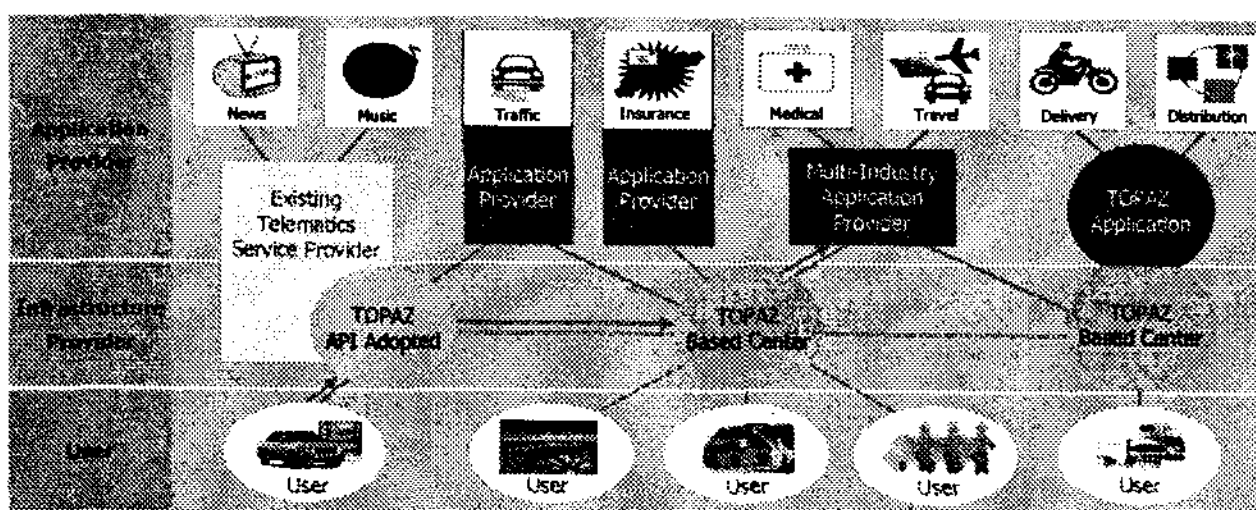 News
Music
Traffic
Insurance
Medical
Travel
Delivery
Distribution
Application
Provider
Existing
Telematics
Service Provider
Application
Provider
Application
Provider
Multi-Industry
Application
Provider
TOPAZ
Application
Infrastructure
Provider
TOPAZ
API Adopted
TOPAZ
Based Center
TOPAZ
Based Center
User
User
User
User
User
User